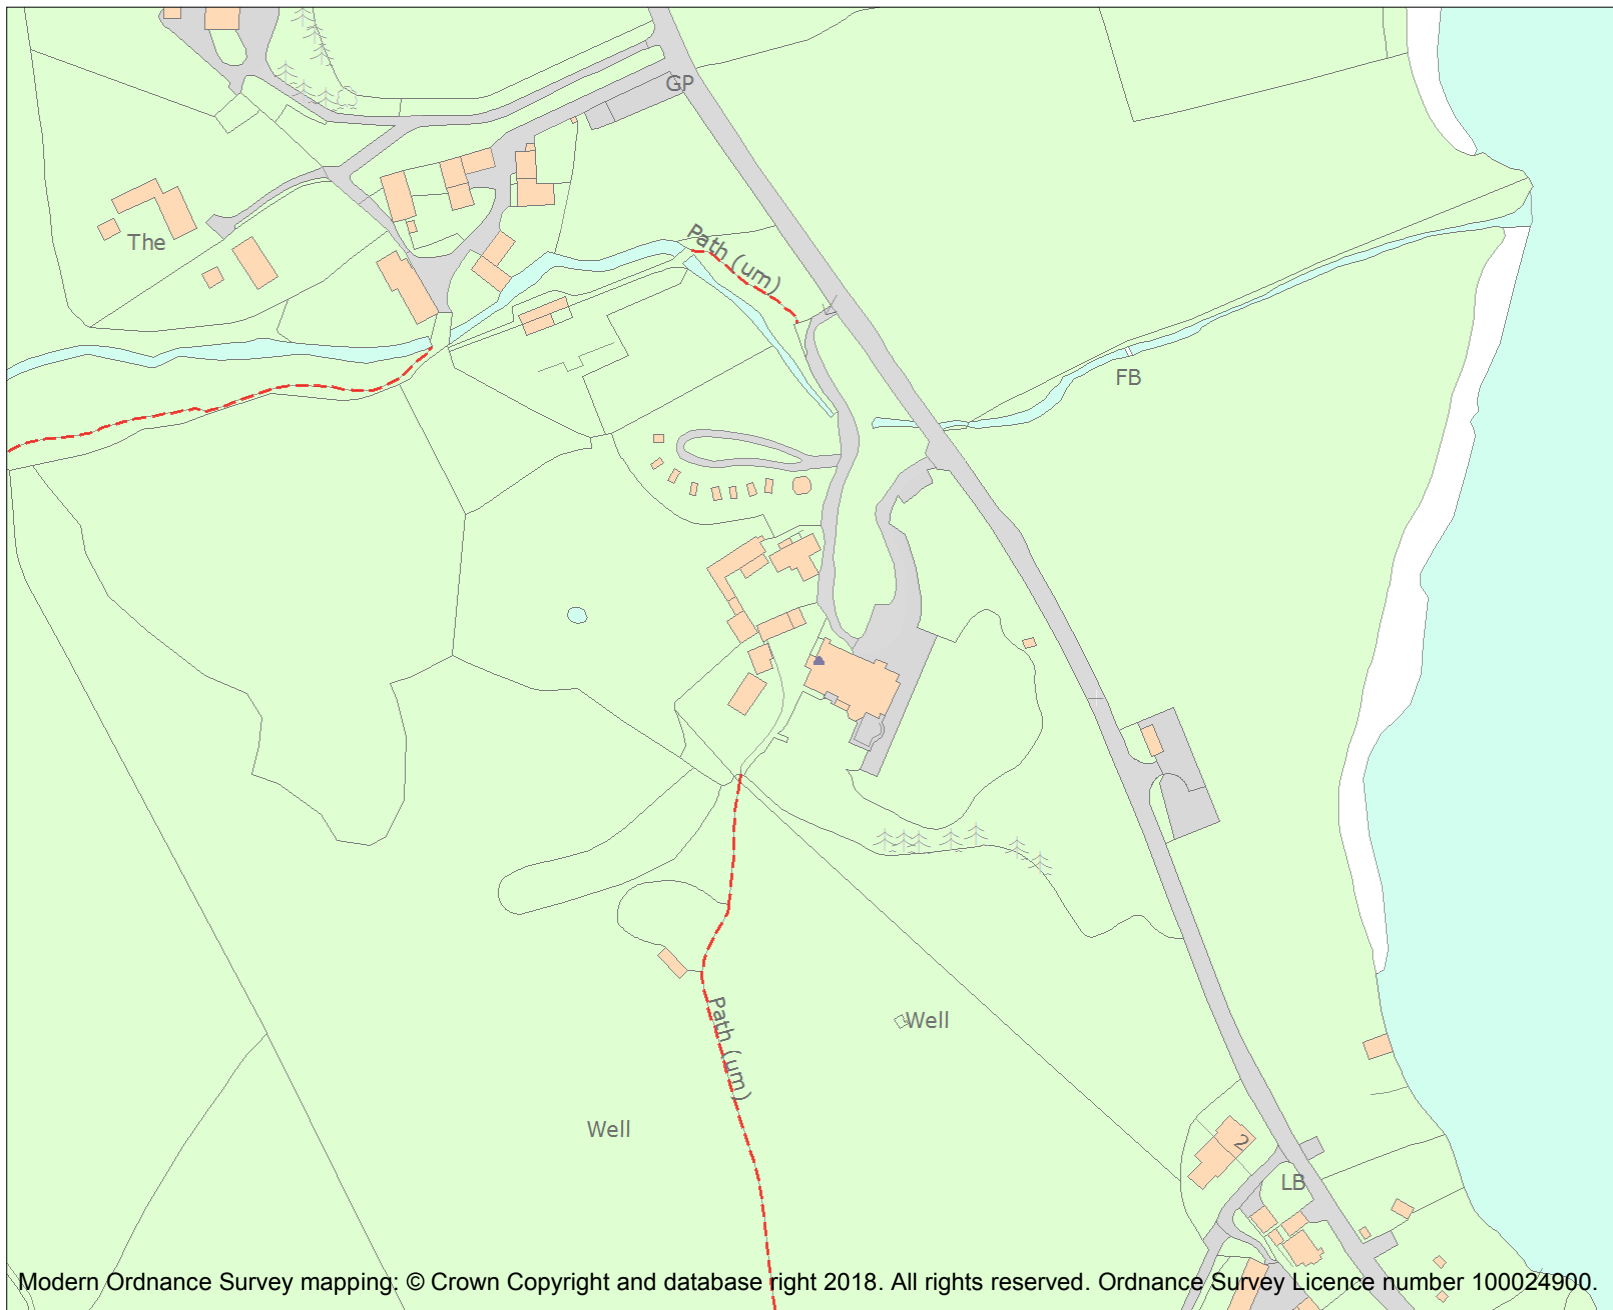 GP
The
Path (um)
FB
Well
Path (um)
Well
2
LB
Modern Ordnance Survey mapping: © Crown Copyright and database right 2018. All rights reserved. Ordnance Survey Licence number 100024900.